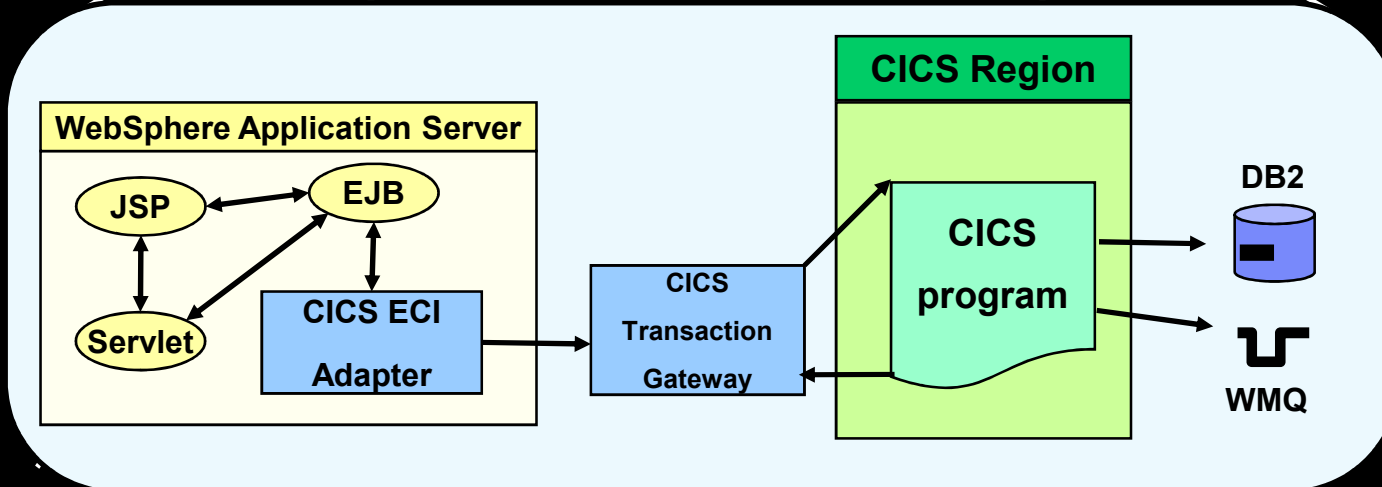 CICS Region
WebSphere Application Server
JSP
EJB
Servlet
CICS ECI
Adapter
CICS
Transaction
Gateway
CICS
program
DB2
WMQ